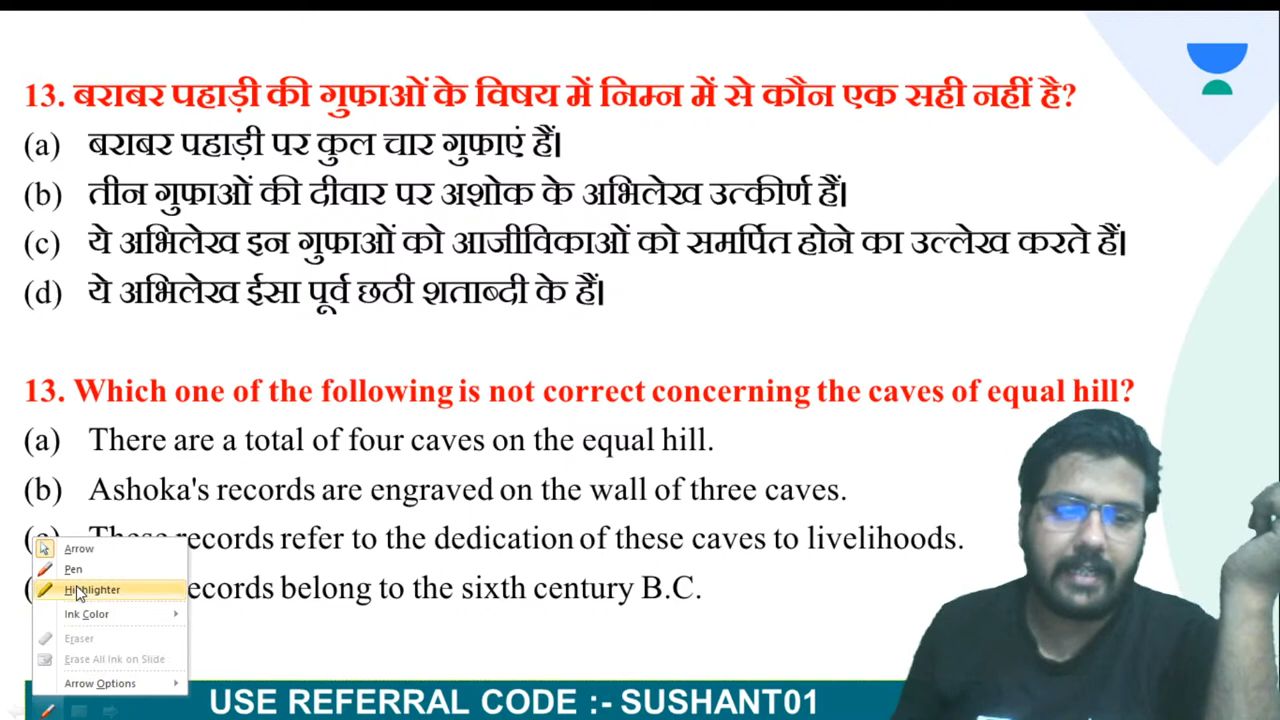 13. बराबर पहाड़ी की गुफाओं के विषय में निम्न में से कौन एक सही नहीं है?
(a) बराबर पहाड़ी पर कुल चार गुफाएं हैं।
(b) तीन गुफाओं की दीवार पर अशोक के अभिलेख उत्कीर्ण हैं।
(c) ये अभिलेख इन गुफाओं को आजीविकाओं को समर्पित होने का उल्लेख करते हैं।
(d) ये अभिलेख ईसा पूर्व छठी शताब्दी के हैं।
13. Which one of the following is not correct concerning the caves of equal hill?
(a) There are a total of four caves on the equal hill.
(b) Ashoka's records are engraved on the wall of three caves.
(c) These records refer to the dedication of these caves to livelihoods.
records belong to the sixth century B.C.
Arrow
Pen
Highlighter
Ink Color
Eraser
Erase All Ink on Slide
Arrow Options
USE REFERRAL CODE :- SUSHANT01